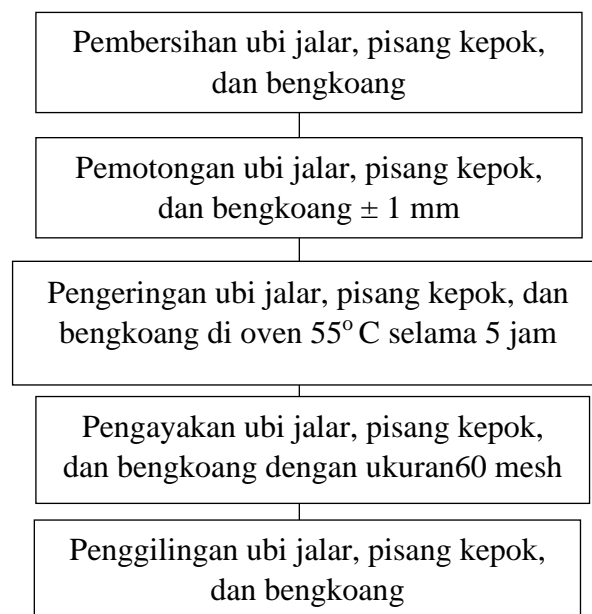 Pembersihan ubi jalar, pisang kepok,
dan bengkoang
Pemotongan ubi jalar, pisang kepok,
dan bengkoang ± 1 mm
Pengeringan ubi jalar, pisang kepok, dan
bengkoang di oven 55° C selama 5 jam
Pengayakan ubi jalar, pisang kepok,
dan bengkoang dengan ukuran60 mesh
Penggilingan ubi jalar, pisang kepok,
dan bengkoang